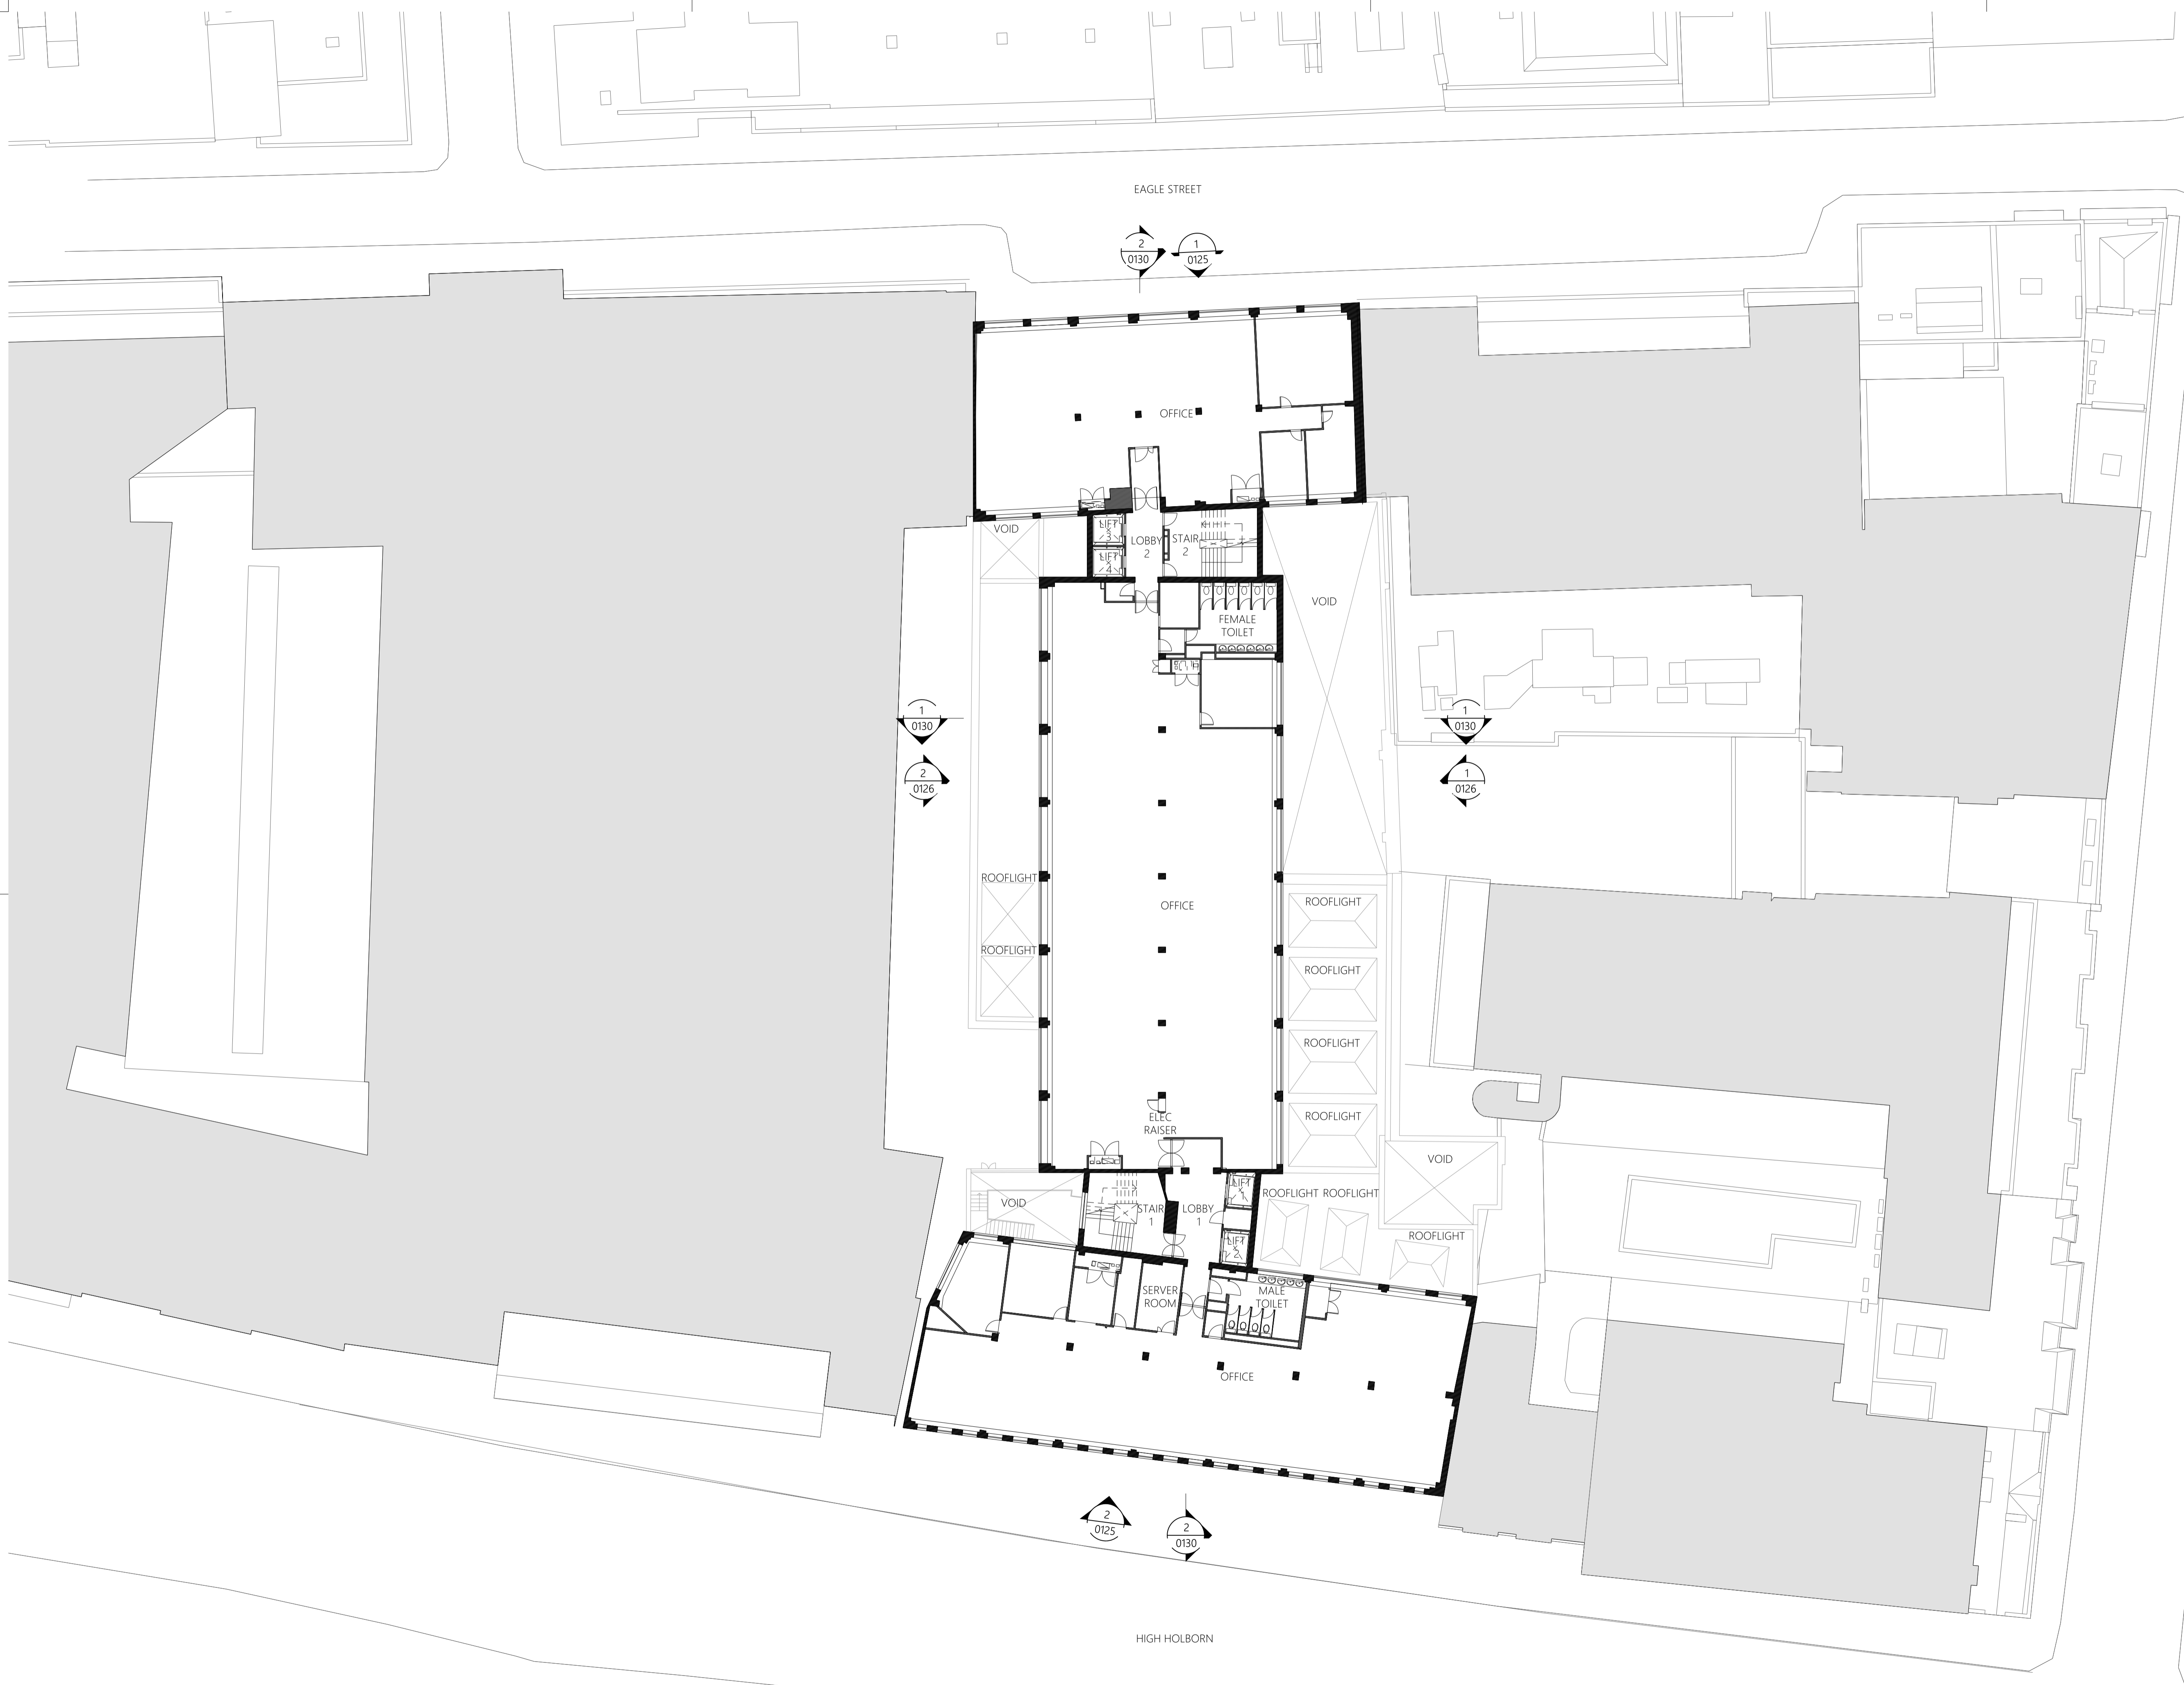 EAGLE STREET
2
0130
1
0125
OFFICE
VOID
LIFT
3
LIFT
4
LOBBY
2
STAIR
2
VOID
FEMALE
TOILET
1
0130
1
0130
2
0126
1
0126
ROOFLIGHT
ROOFLIGHT
OFFICE
ROOFLIGHT
ROOFLIGHT
ROOFLIGHT
ROOFLIGHT
ELEC
RAISER
VOID
VOID
STAIR
1
LOBBY
1
LIFT
1
ROOFLIGHT
ROOFLIGHT
ROOFLIGHT
LIFT
2
SERVER
ROOM
MALE
TOILET
OFFICE
2
0125
2
0130
HIGH HOLBORN